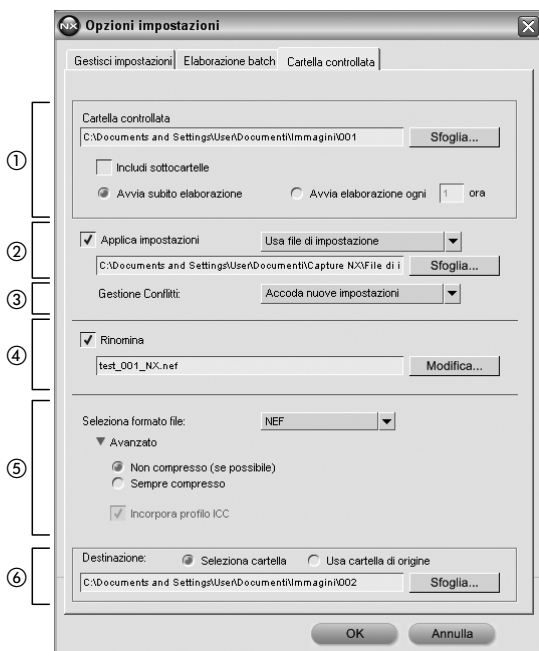 NX Opzioni impostazioni
Gestisci impostazioni Elaborazione batch Cartella controllata
①
Cartella controllata
C:\Documents and Settings\User\Documenti\Immagini\001 Sfoglia...
Includi sottocartelle
Avvia subito elaborazione Avvia elaborazione ogni 1 ora
②
Applica impostazioni Usa file di impostazione
C:\Documents and Settings\User\Documenti\Capture NX\File di i Sfoglia...
③
Gestione Conflitti: Accoda nuove impostazioni
④
Rinomina
test_001_NX.nef Modifica...
⑤
Seleziona formato file: NEF
Avanzato
Non compresso (se possibile)
Sempre compresso
Incorpora profilo ICC
⑥
Destinazione: Seleziona cartella Usa cartella di origine
C:\Documents and Settings\User\Documenti\Immagini\002 Sfoglia...
OK Annulla